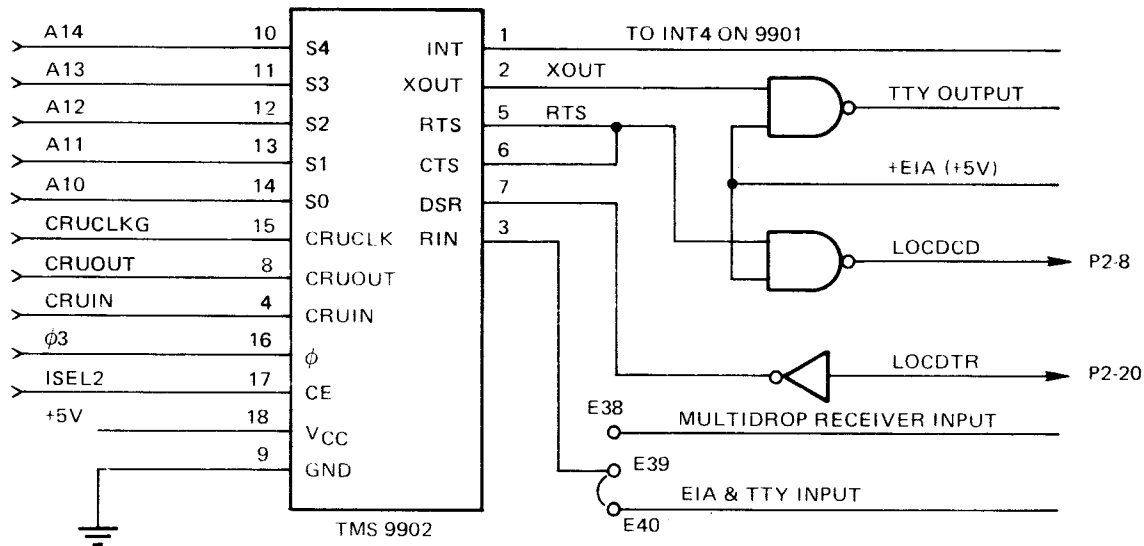 A14 10 S4 INT 1 TO INT4 ON 9901
A13 11 S3 XOUT 2 XOUT TTY OUTPUT
A12 12 S2 RTS 5 RTS
A11 13 S1 CTS 6 +EIA (+5V)
A10 14 S0 DSR 7
CRUCLKG 15 CRUCLK RIN 3 LOCDCD P2-8
CRUOUT 8 CRUOUT
CRUIN 4 CRUIN
ϕ3 16 ϕ LOCDTR P2-20
ISEL2 17 CE
+5V 18 VCC E38 MULTIDROP RECEIVER INPUT
9 GND E39
EIA & TTY INPUT
E40
TMS 9902